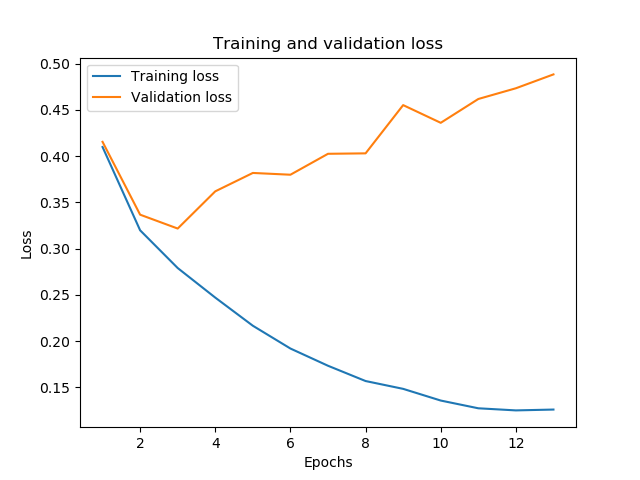 Training and validation loss
Training loss
Validation loss
0.50
0.45
0.40
0.35
0.30
0.25
0.20
0.15
Loss
2 4 6 8 10 12
Epochs